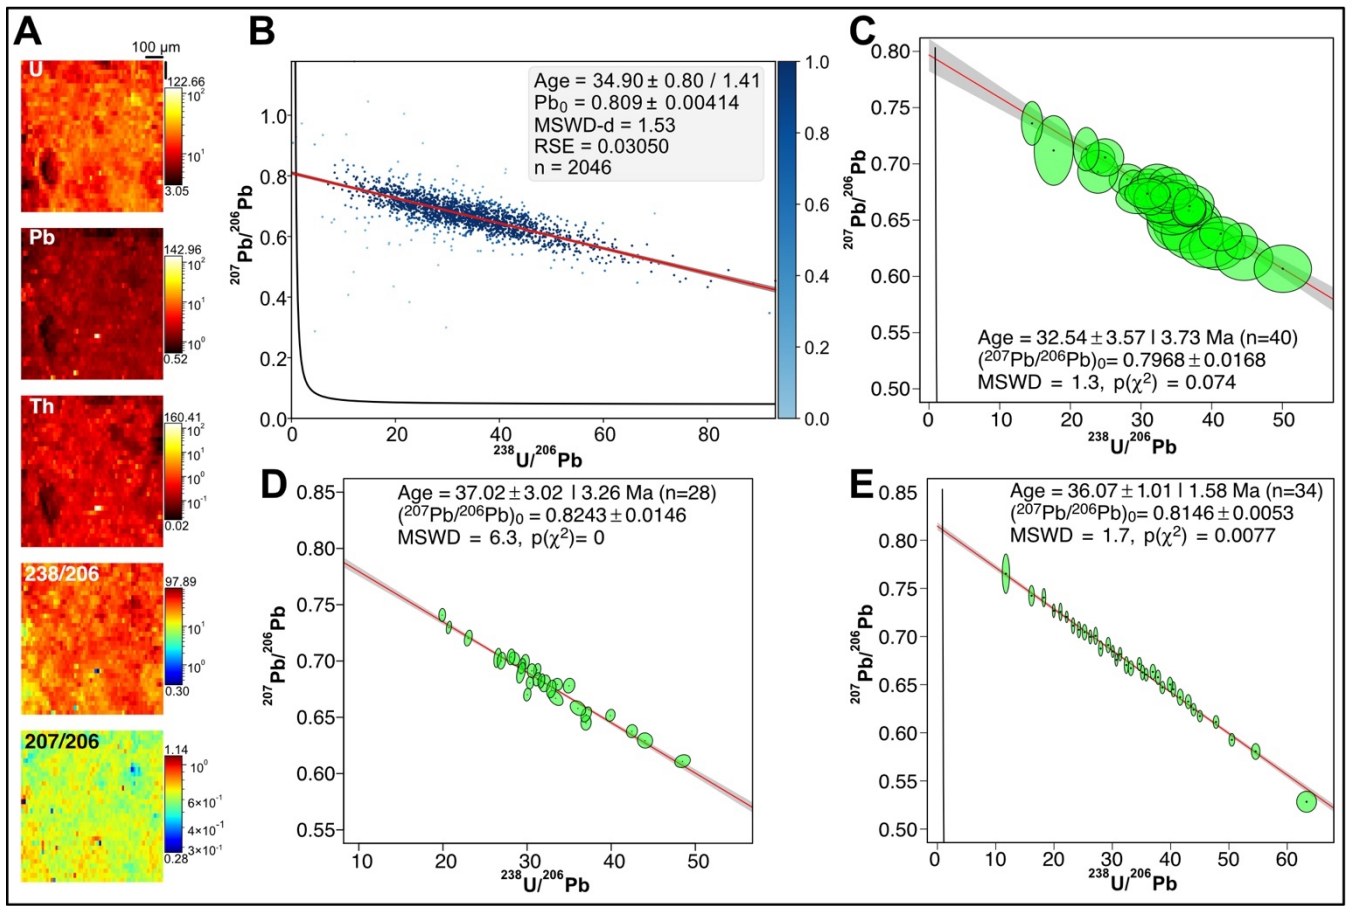 A
100 µm
U
122.66
10²
10¹
3.05
Pb
142.96
10²
10¹
10⁰
0.52
Th
160.41
10²
10¹
10⁰
10⁻¹
0.02
238/206
97.89
10¹
10⁰
0.30
207/206
1.14
10⁰
6×10⁻¹
4×10⁻¹
3×10⁻¹
0.28
B
Age = 34.90 ± 0.80 / 1.41
Pb₀ = 0.809 ± 0.00414
MSWD-d = 1.53
RSE = 0.03050
n = 2046
1.0
0.8
0.6
0.4
0.2
0.0
²⁰⁷Pb/²⁰⁶Pb
1.0
0.8
0.6
0.4
0.2
0.0
0 20 40 60 80
²³⁸U/²⁰⁶Pb
C
0.80
0.75
0.70
0.65
0.60
0.55
0.50
²⁰⁷Pb/²⁰⁶Pb
Age = 32.54 ± 3.57 | 3.73 Ma (n=40)
(²⁰⁷Pb/²⁰⁶Pb)₀= 0.7968 ± 0.0168
MSWD = 1.3, p(χ²) = 0.074
0 10 20 30 40 50
²³⁸U/²⁰⁶Pb
D
Age = 37.02 ± 3.02 | 3.26 Ma (n=28)
(²⁰⁷Pb/²⁰⁶Pb)₀ = 0.8243 ± 0.0146
MSWD = 6.3, p(χ²)= 0
0.85
0.80
0.75
0.70
0.65
0.60
0.55
²⁰⁷Pb/²⁰⁶Pb
10 20 30 40 50
²³⁸U/²⁰⁶Pb
E
Age = 36.07 ± 1.01 | 1.58 Ma (n=34)
(²⁰⁷Pb/²⁰⁶Pb)₀= 0.8146 ± 0.0053
MSWD = 1.7, p(χ²) = 0.0077
0.85
0.80
0.75
0.70
0.65
0.60
0.55
0.50
²⁰⁷Pb/²⁰⁶Pb
0 10 20 30 40 50 60
²³⁸U/²⁰⁶Pb